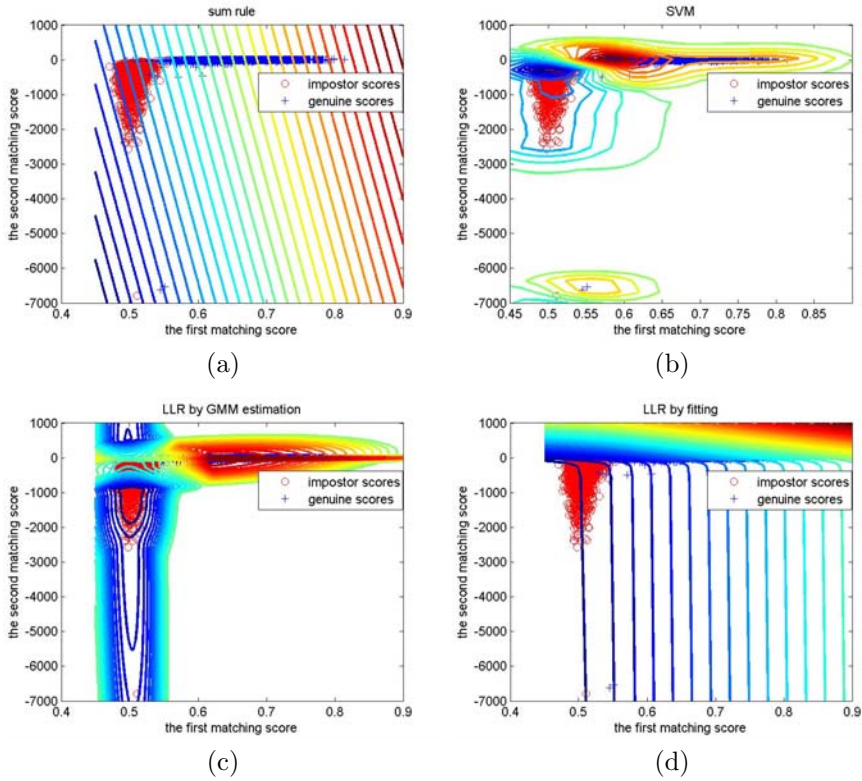 sum rule
1000
0
-1000
-2000
-3000
-4000
-5000
-6000
-7000
the second matching score
impostor scores
genuine scores
0.4 0.5 0.6 0.7 0.8 0.9
the first matching score
(a)
SVM
1000
0
-1000
-2000
-3000
-4000
-5000
-6000
-7000
the second matching score
impostor scores
genuine scores
0.45 0.5 0.55 0.6 0.65 0.7 0.75 0.8 0.85
the first matching score
(b)
LLR by GMM estimation
1000
0
-1000
-2000
-3000
-4000
-5000
-6000
-7000
the second matching score
impostor scores
genuine scores
0.4 0.5 0.6 0.7 0.8 0.9
the first matching score
(c)
LLR by fitting
1000
0
-1000
-2000
-3000
-4000
-5000
-6000
-7000
the second matching score
impostor scores
genuine scores
0.4 0.5 0.6 0.7 0.8 0.9
the first matching score
(d)